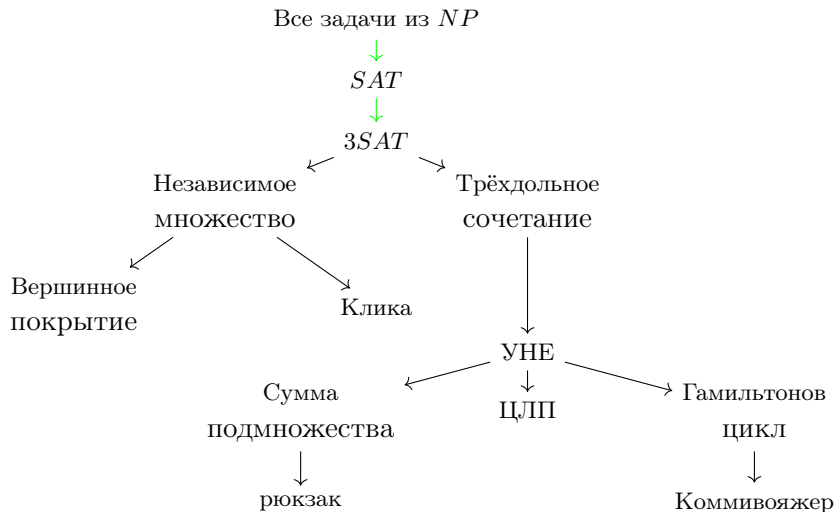 Все задачи из NP
SAT
3SAT
Независимое
множество
Трёхдольное
сочетание
Вершинное
покрытие
Клика
УНЕ
Сумма
подмножества
ЦЛП
Гамильтонов
цикл
рюкзак
Коммивояжер